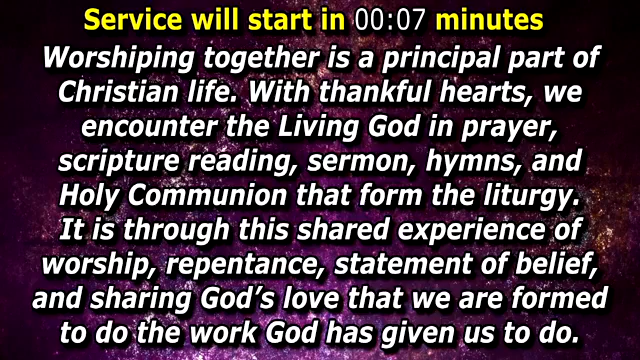 Service will start in 00:07 minutes
Worshiping together is a principal part of
Christian life. With thankful hearts, we
encounter the Living God in prayer,
scripture reading, sermon, hymns, and
Holy Communion that form the liturgy.
It is through this shared experience of
worship, repentance, statement of belief,
and sharing God’s love that we are formed
to do the work God has given us to do.